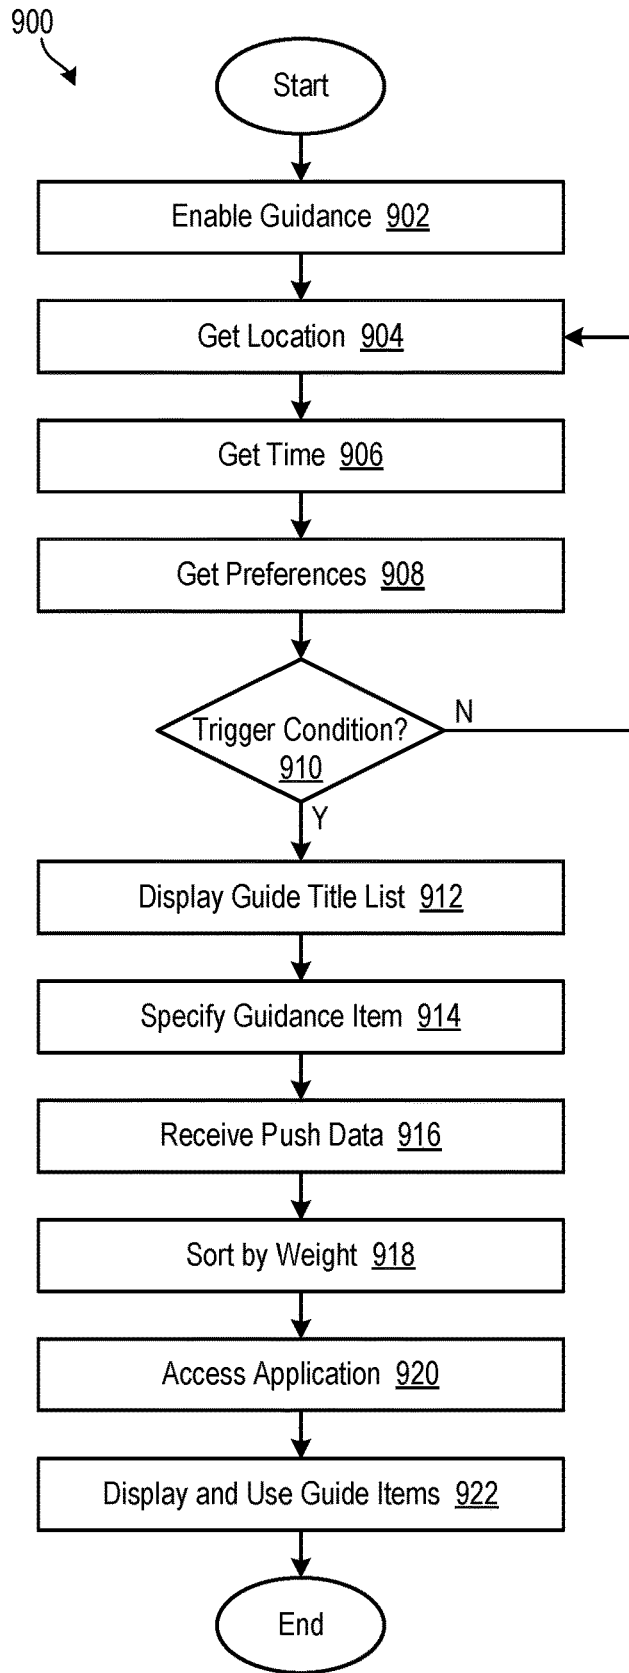 900
Start
Enable Guidance 902
Get Location 904
Get Time 906
Get Preferences 908
Trigger Condition?
910
N
Y
Display Guide Title List 912
Specify Guidance Item 914
Receive Push Data 916
Sort by Weight 918
Access Application 920
Display and Use Guide Items 922
End